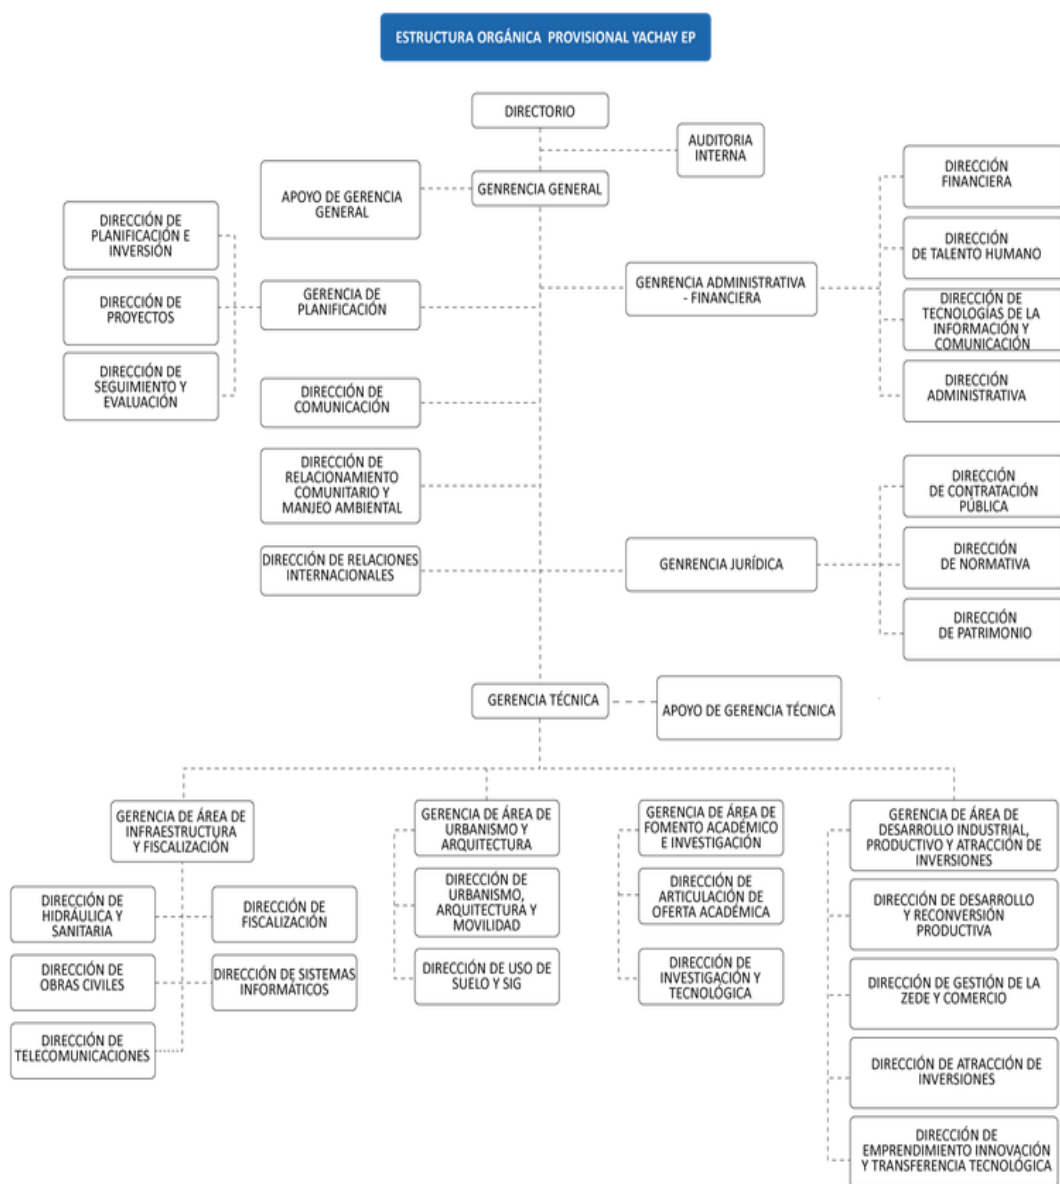 ESTRUCTURA ORGÁNICA PROVISIONAL YACHAY EP
DIRECTORIO
AUDITORIA
INTERNA
GENRENCIA GENERAL
APOYO DE GERENCIA
GENERAL
DIRECCIÓN
FINANCIERA
DIRECCIÓN
DE TALENTO HUMANO
DIRECCIÓN DE
TECNOLOGÍAS DE LA
INFORMACIÓN Y
COMUNICACIÓN
DIRECCIÓN
ADMINISTRATIVA
GENRENCIA ADMINISTRATIVA
- FINANCIERA
DIRECCIÓN DE
PLANIFICACIÓN E
INVERSIÓN
DIRECCIÓN DE
PROYECTOS
DIRECCIÓN DE
SEGUIMIENTO Y
EVALUACIÓN
GERENCIA DE
PLANIFICACIÓN
DIRECCIÓN DE
COMUNICACIÓN
DIRECCIÓN DE
RELACIONAMIENTO
COMUNITARIO Y
MANJEO AMBIENTAL
DIRECCIÓN DE RELACIONES
INTERNACIONALES
GENRENCIA JURÍDICA
DIRECCIÓN
DE CONTRATACIÓN
PÚBLICA
DIRECCIÓN
DE NORMATIVA
DIRECCIÓN
DE PATRIMONIO
GERENCIA TÉCNICA
APOYO DE GERENCIA TÉCNICA
GERENCIA DE ÁREA DE
INFRAESTRUCTURA
Y FISCALIZACIÓN
DIRECCIÓN DE
HIDRÁULICA Y
SANITARIA
DIRECCIÓN DE
FISCALIZACIÓN
DIRECCIÓN DE
OBRAS CIVILES
DIRECCIÓN DE SISTEMAS
INFORMÁTICOS
DIRECCIÓN DE
TELECOMUNICACIONES
GERENCIA DE ÁREA DE
URBANISMO Y
ARQUITECTURA
DIRECCIÓN DE
URBANISMO,
ARQUITECTURA Y
MOVILIDAD
DIRECCIÓN DE USO DE
SUELO Y SIG
GERENCIA DE ÁREA DE
FOMENTO ACADÉMICO
E INVESTIGACIÓN
DIRECCIÓN DE
ARTICULACIÓN DE
OFERTA ACADÉMICA
DIRECCIÓN DE
INVESTIGACIÓN Y
TECNOLÓGICA
GERENCIA DE ÁREA DE
DESARROLLO INDUSTRIAL,
PRODUCTIVO Y ATRACCIÓN DE
INVERSIONES
DIRECCIÓN DE DESARROLLO
Y RECONVERSIÓN
PRODUCTIVA
DIRECCIÓN DE GESTIÓN DE LA
ZEDE Y COMERCIO
DIRECCIÓN DE ATRACCIÓN DE
INVERSIONES
DIRECCIÓN DE
EMPRENDIMIENTO INNOVACIÓN
Y TRANSFERENCIA TECNOLÓGICA